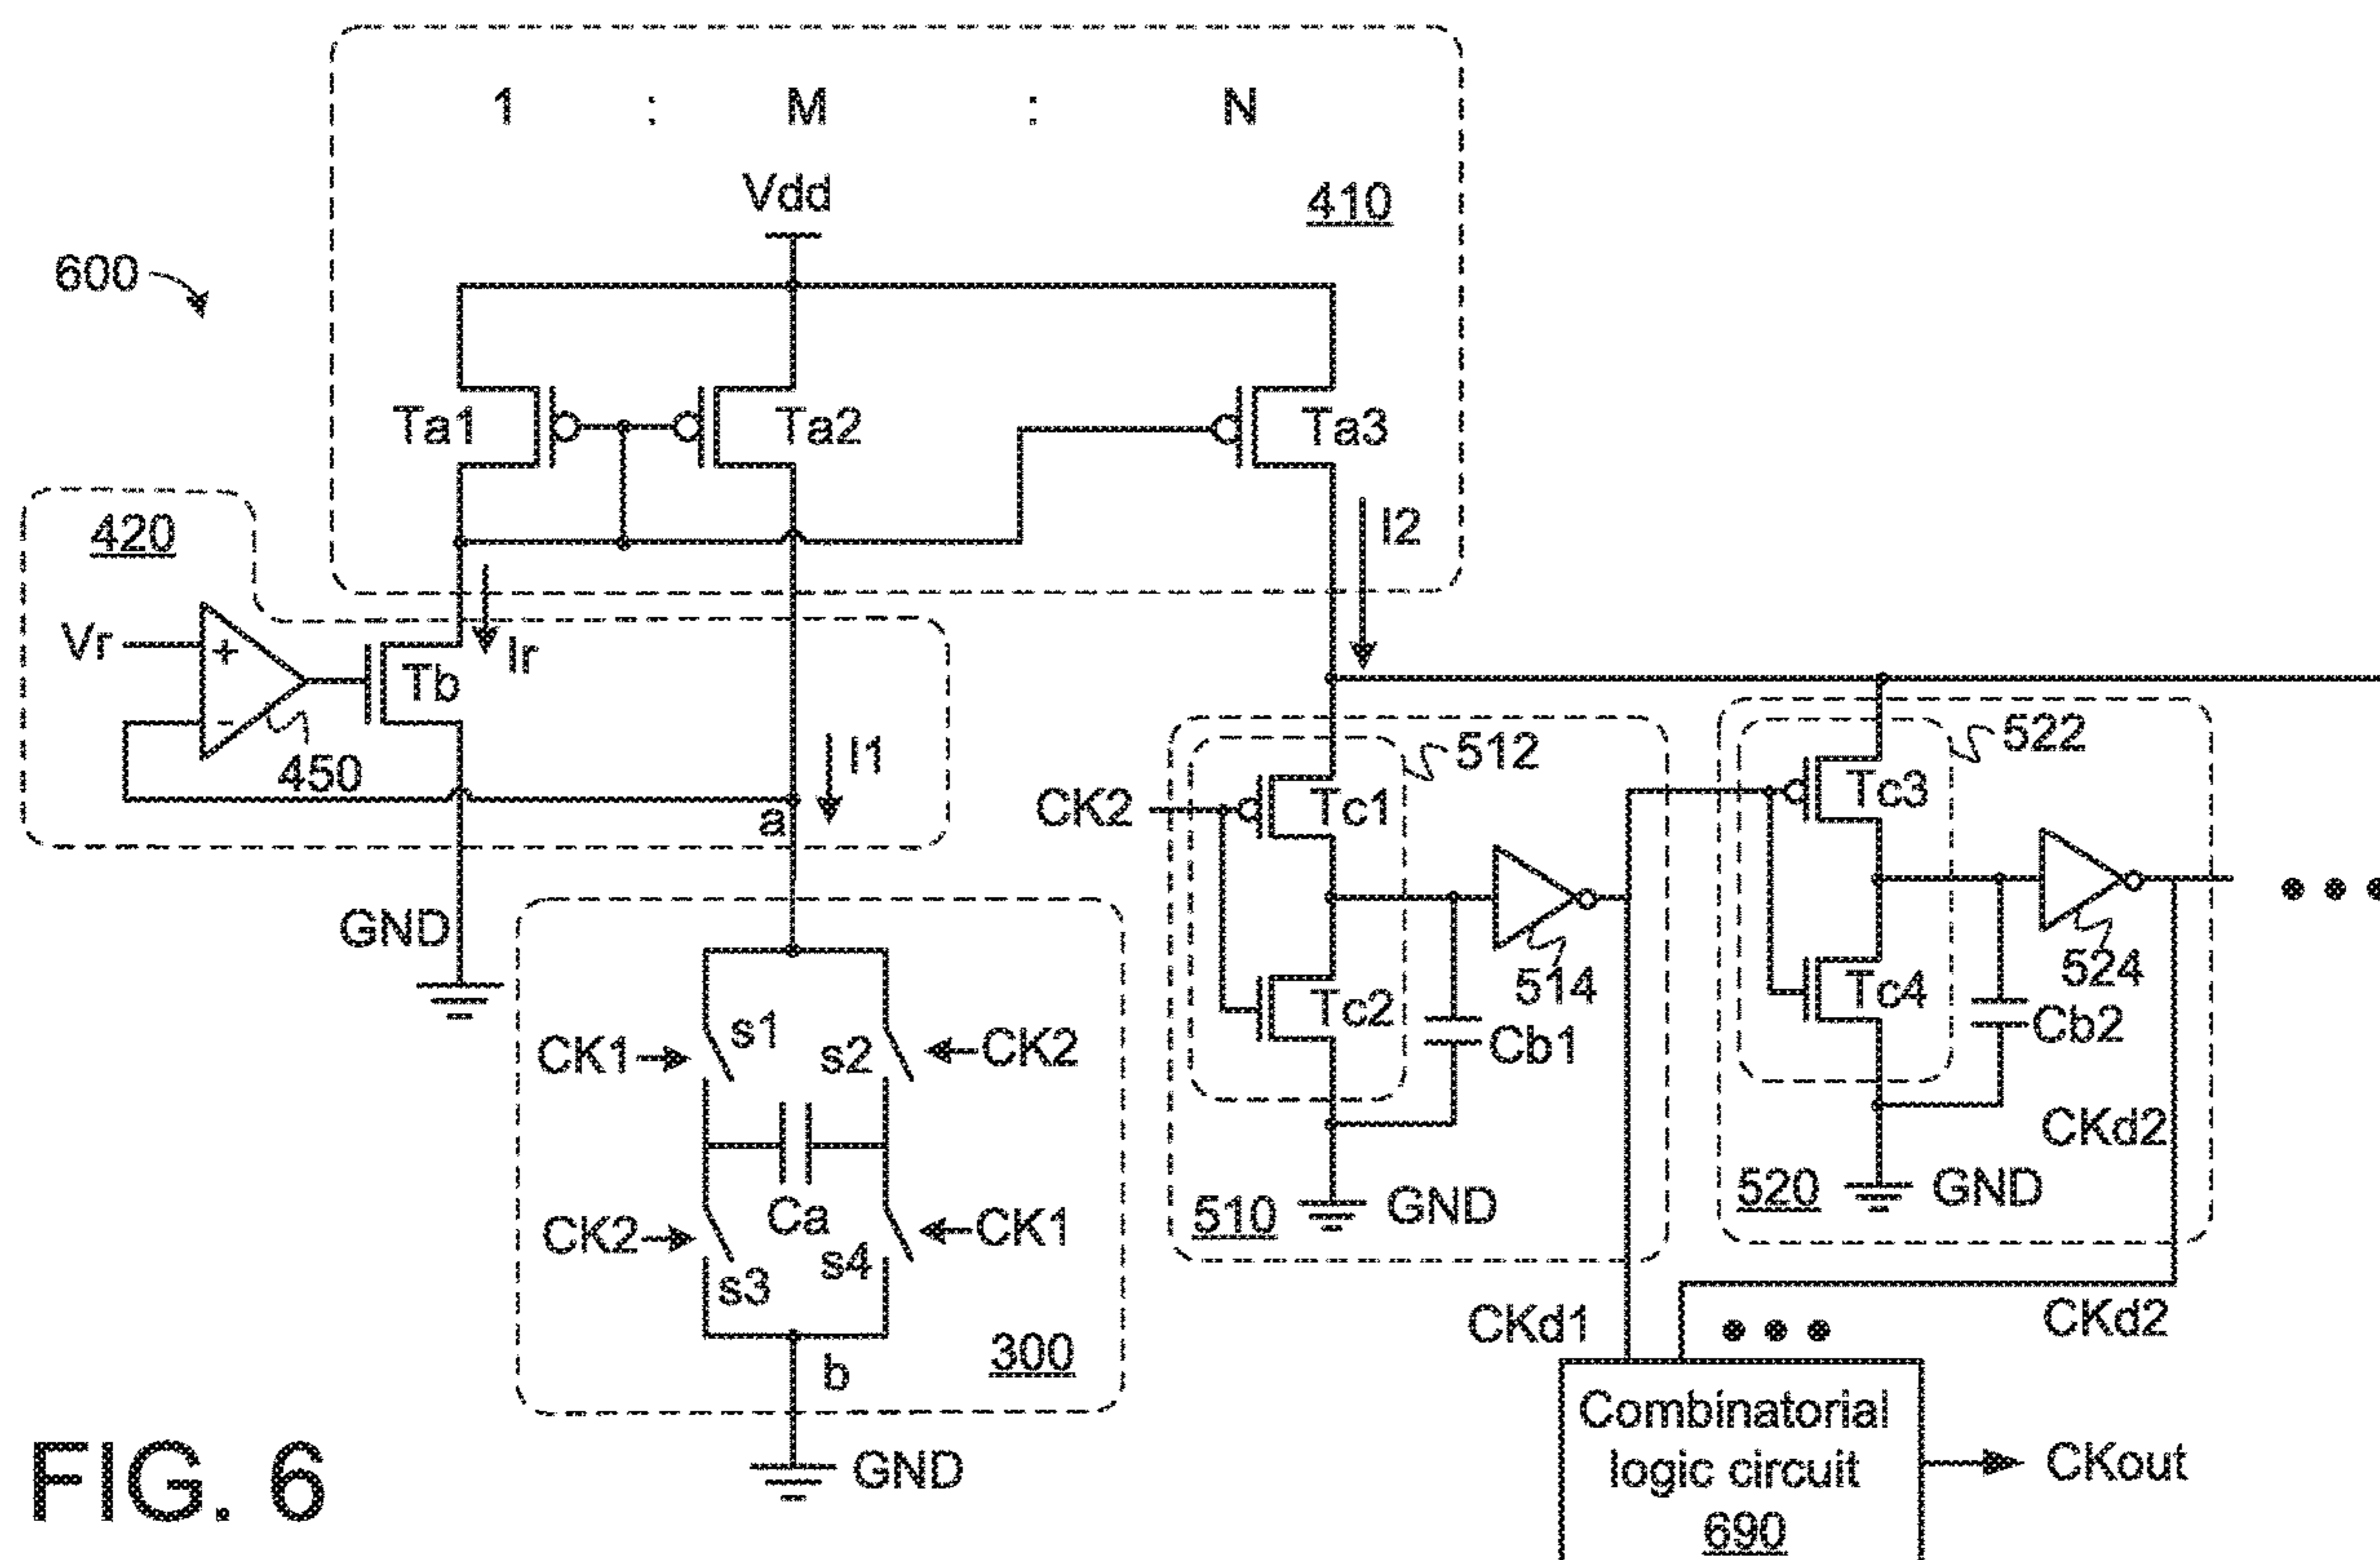 1 : M : N
Vdd
410
600
Ta1
Ta2
Ta3
420
I2
Vr
+
-
Tb
Ir
450
I1
a
512
522
CK2
Tc1
Tc3
GND
514
524
Tc2
Tc4
Cb1
Cb2
CK1
s1
s2
CK2
Ca
CK2
s3
s4
CK1
CKd2
510
GND
520
GND
300
b
CKd1
CKd2
GND
Combinatorial
logic circuit
690
CKout
FIG. 6